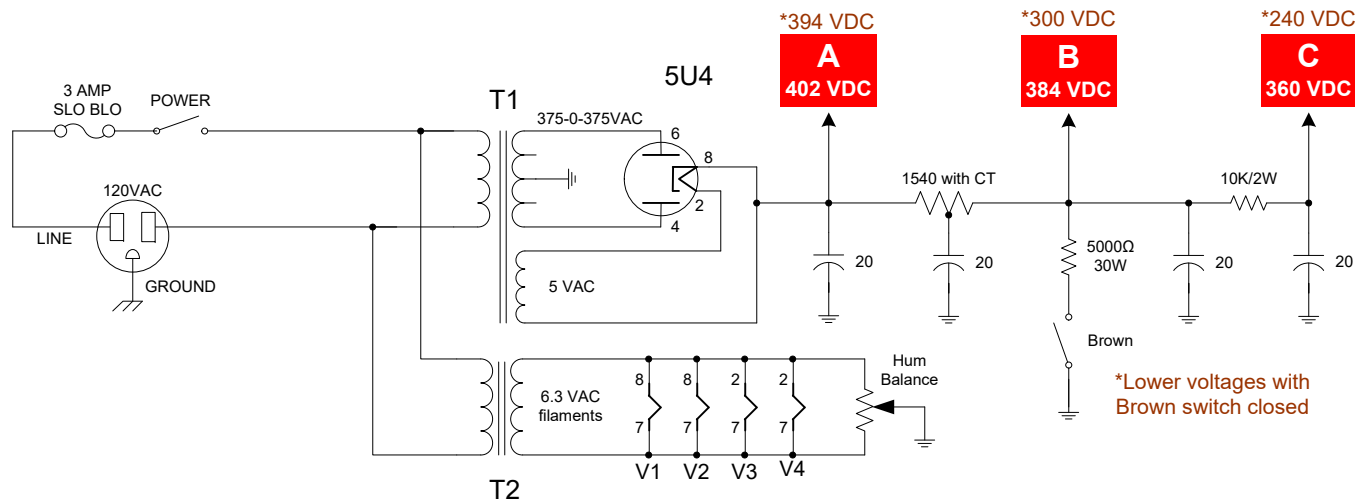 *394 VDC
*300 VDC
*240 VDC
A
402 VDC
B
384 VDC
C
360 VDC
5U4
3 AMP
SLO BLO
POWER
T1
375-0-375VAC
6
8
2
4
120VAC
LINE
GROUND
5 VAC
1540 with CT
10K/2W
20
20
5000Ω
30W
20
20
Brown
*Lower voltages with
Brown switch closed
6.3 VAC
filaments
8
8
2
2
7
7
7
7
Hum
Balance
V1
V2
V3
V4
T2